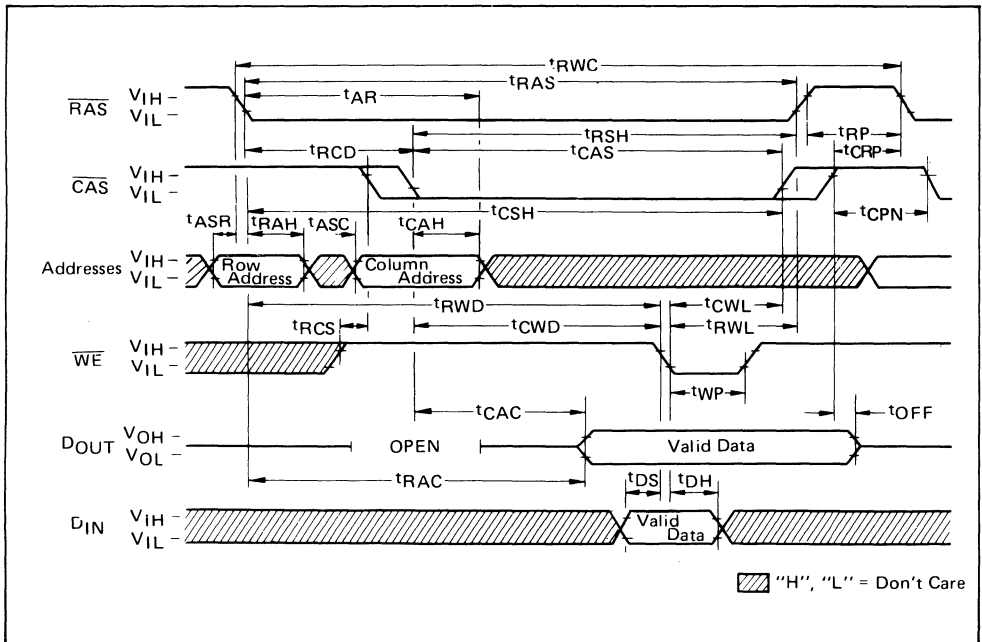 tRWC
tRAS
tAR
RAS VIH –
VIL –
tRSH
tRP
tRCD
tCAS
tCRP
CAS VIH –
VIL –
tCSH
tCPN
tASR
tRAH
tASC
tCAH
Addresses VIH –
VIL –
Row Address
Column Address
tRWD
tCWL
tRCS
tCWD
tRWL
WE VIH –
VIL –
tWP
tCAC
tOFF
DOUT VOH –
VOL –
OPEN
Valid Data
tRAC
tDS
tDH
DIN VIH –
VIL –
Valid Data
"H", "L" = Don't Care